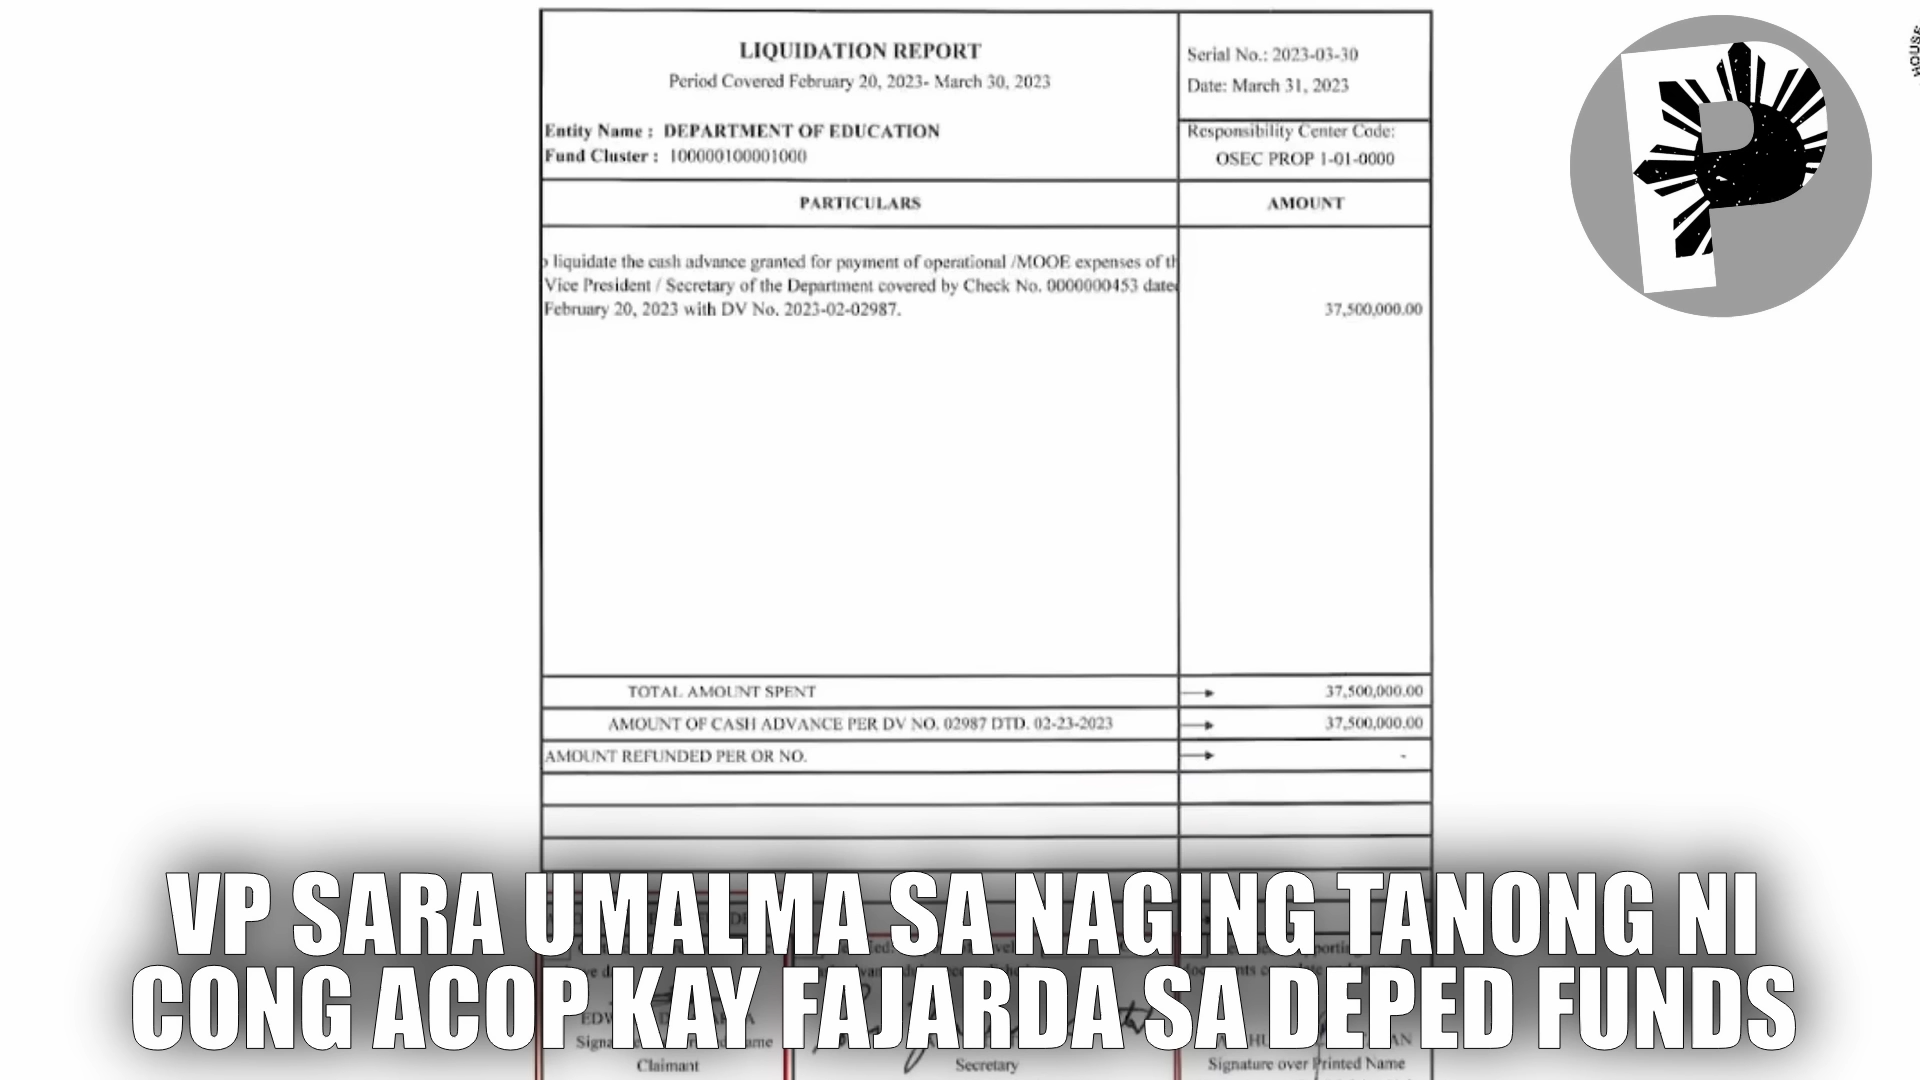 LIQUIDATION REPORT
Period Covered February 20, 2023- March 30, 2023
Serial No.: 2023-03-30
Date: March 31, 2023
Entity Name : DEPARTMENT OF EDUCATION
Fund Cluster : 100000100001000
Responsibility Center Code:
OSEC PROP 1-01-0000
HOUSE
P
PARTICULARS
AMOUNT
liquidate the cash advance granted for payment of operational /MOOE expenses of th
Vice President / Secretary of the Department covered by Check No. 0000000453 date
February 20, 2023 with DV No. 2023-02-02987.
37,500,000.00
TOTAL AMOUNT SPENT
37,500,000.00
AMOUNT OF CASH ADVANCE PER DV NO. 02987 DTD. 02-23-2023
37,500,000.00
AMOUNT REFUNDED PER OR NO.
-
VP SARA UMALMA SA NAGING TANONG NI
CONG ACOP KAY FAJARDA SA DEPED FUNDS
Claimant
Secretary
Signature over Printed Name